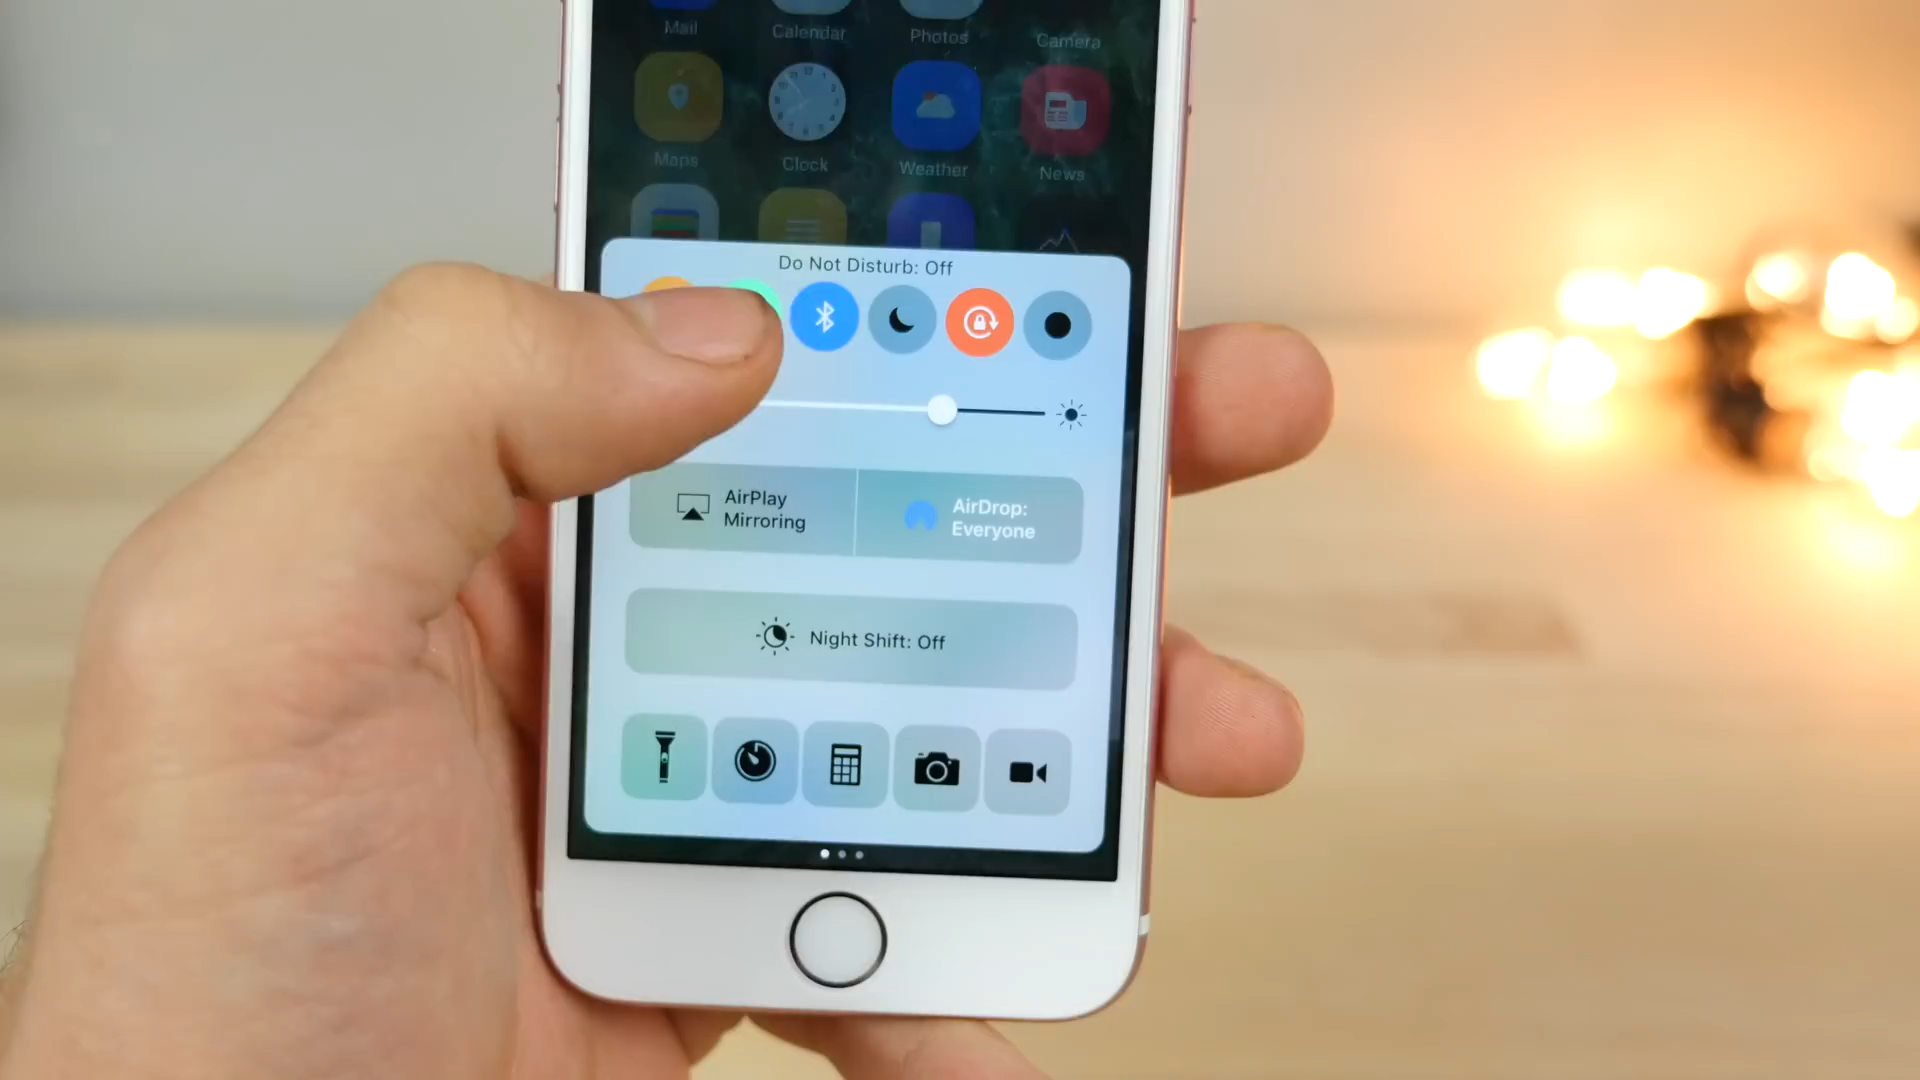 Mail Calendar Photos Camera
Maps Clock Weather News
Do Not Disturb: Off
AirPlay
Mirroring
AirDrop:
Everyone
Night Shift: Off